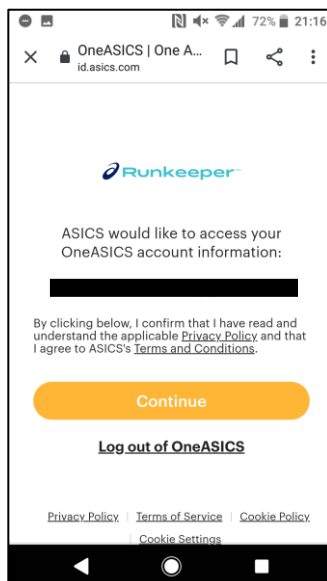 72% 21:16
OneASICS | One A...
id.asics.com
Runkeeper
ASICS would like to access your
OneASICS account information:
By clicking below, I confirm that I have read and
understand the applicable Privacy Policy and that
I agree to ASICS's Terms and Conditions.
Continue
Log out of OneASICS
Privacy Policy | Terms of Service | Cookie Policy
| Cookie Settings